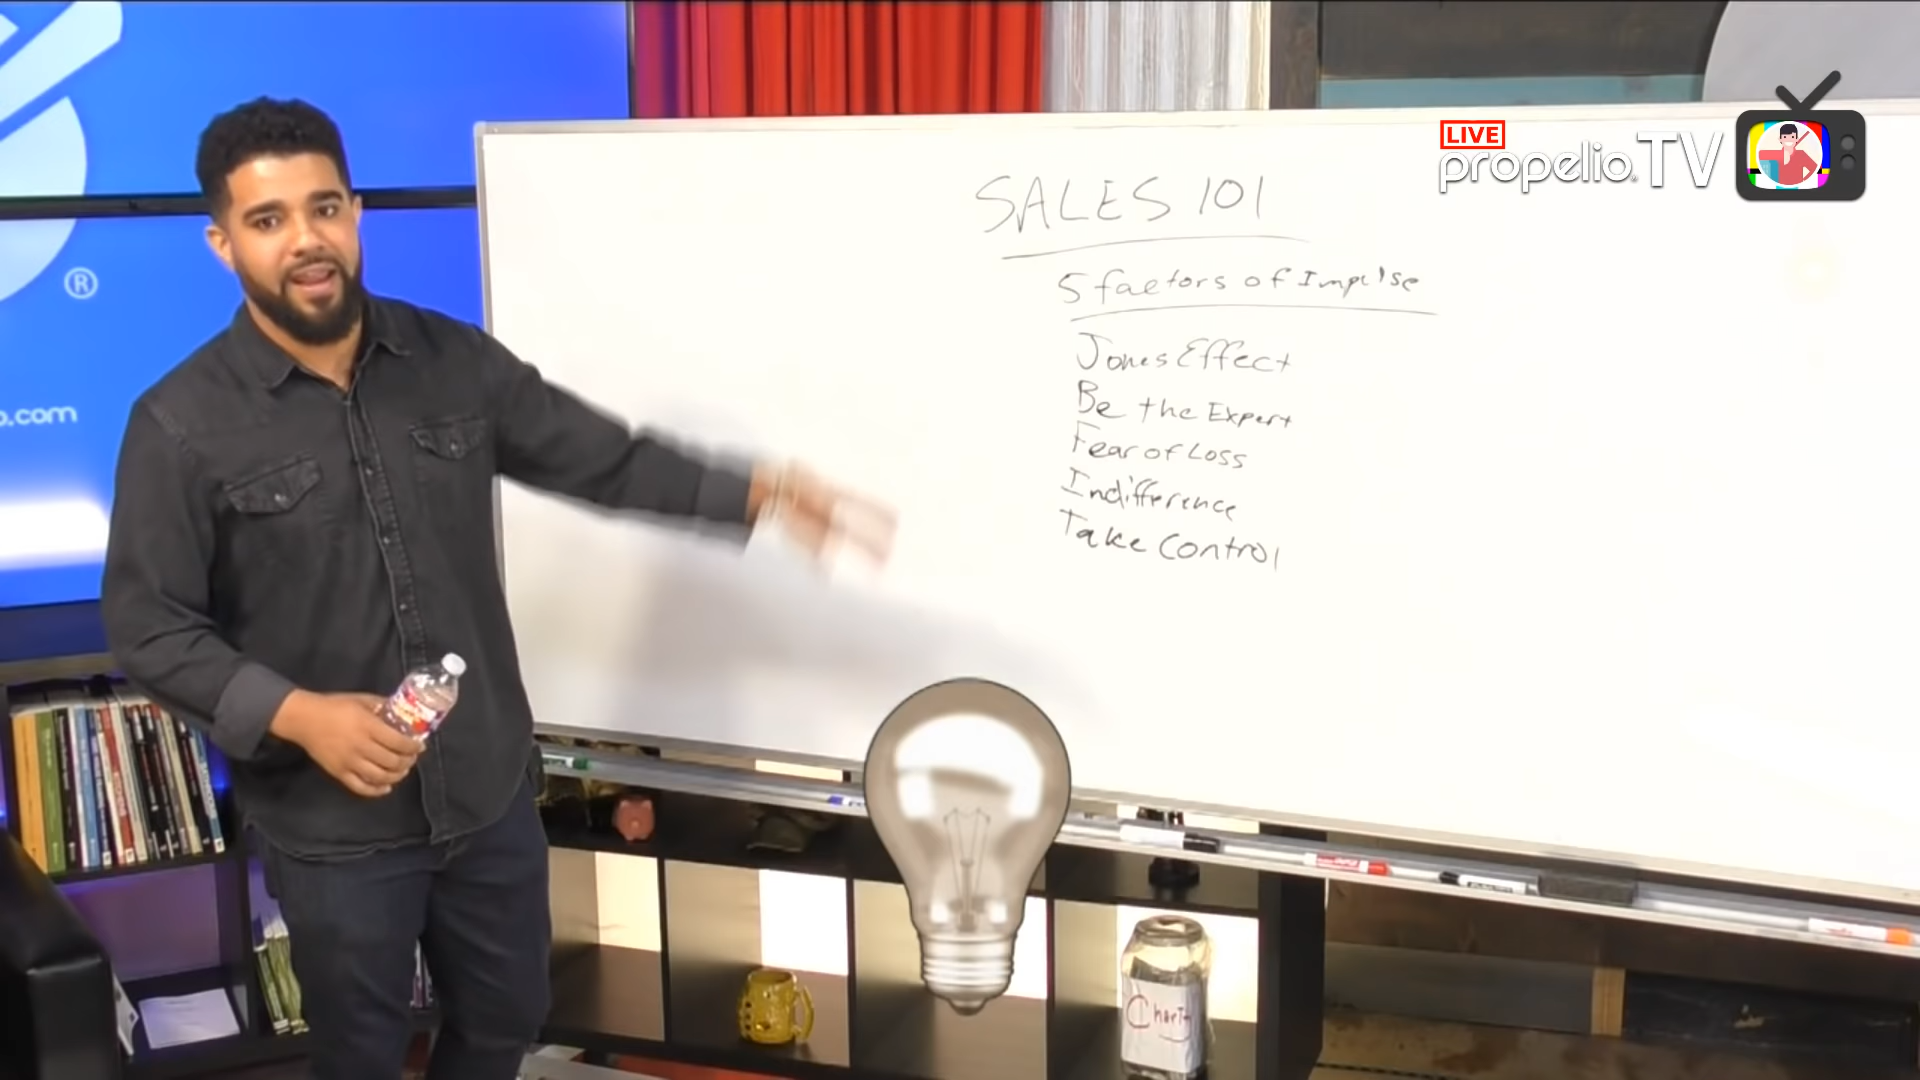 LIVE
propelio.TV
SALES 101
5 factors of Impulse
Jones Effect
Be the Expert
Fear of Loss
Indifference
Take Control
®
o.com
Charity